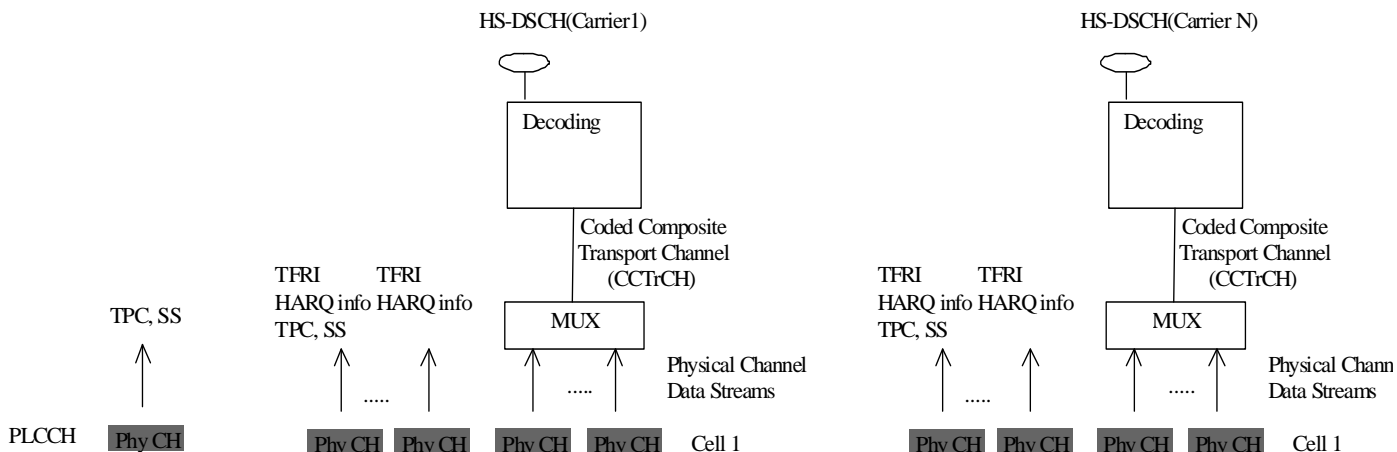 HS-DSCH(Carrier1)
HS-DSCH(Carrier N)
Decoding
Decoding
Coded Composite
Transport Channel
(CCTrCH)
Coded Composite
Transport Channel
(CCTrCH)
TFRI
HARQ info
TPC, SS
TFRI
HARQ info
TFRI
HARQ info
TPC, SS
TFRI
HARQ info
TPC, SS
MUX
MUX
Physical Channel
Data Streams
Physical Chann
Data Streams
.....
.....
.....
.....
PLCCH
Phy CH
Phy CH
Phy CH
Phy CH
Phy CH
Cell 1
Phy CH
Phy CH
Phy CH
Phy CH
Cell 1